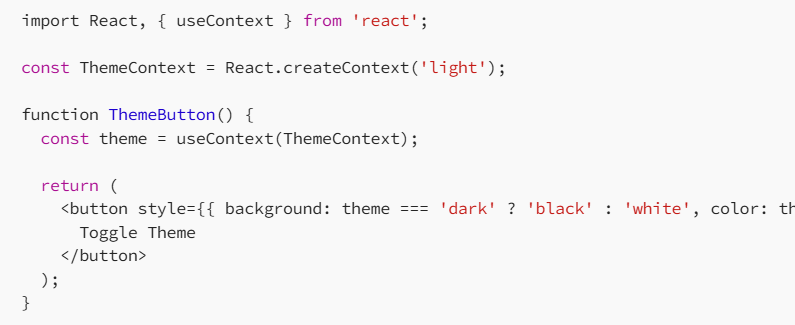 import React, { useContext } from 'react';
const ThemeContext = React.createContext('light');
function ThemeButton() {
const theme = useContext(ThemeContext);
return (
<button style={{ background: theme === 'dark' ? 'black' : 'white', color: th
Toggle Theme
</button>
);
}